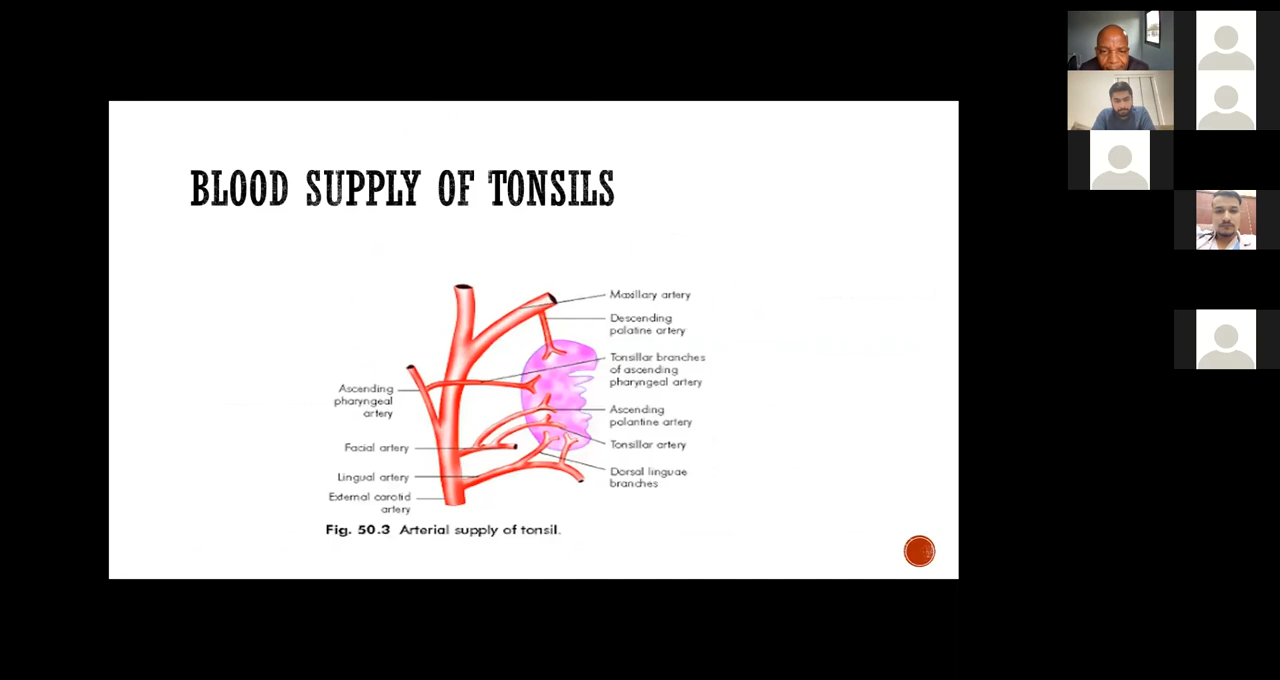 BLOOD SUPPLY OF TONSILS
Maxillary artery
Descending
palatine artery
Tonsillar branches
of ascending
pharyngeal artery
Ascending
pharyngeal
artery
Ascending
palantine artery
Facial artery
Tonsillar artery
Lingual artery
Dorsal linguae
branches
External carotid
artery
Fig. 50.3 Arterial supply of tonsil.